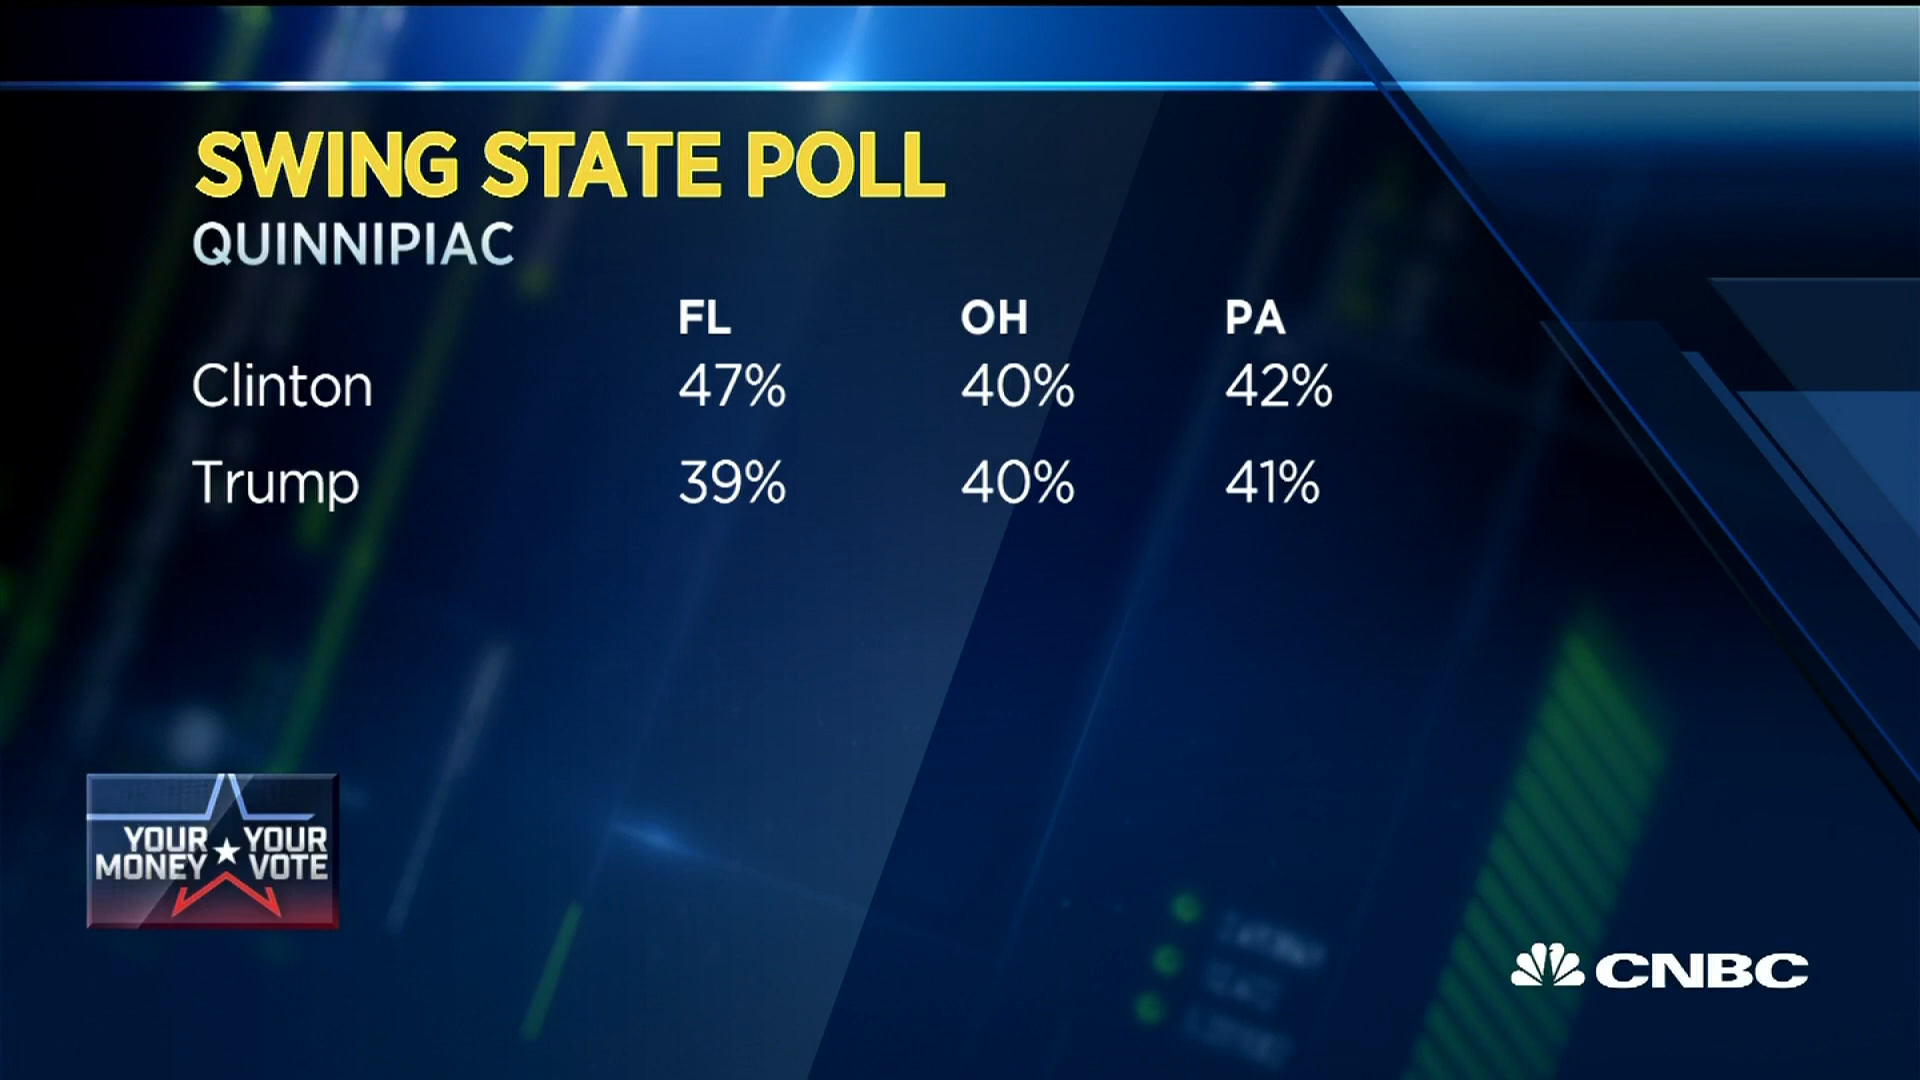 SWING STATE POLL
QUINNIPIAC
FL OH PA
Clinton 47% 40% 42%
Trump 39% 40% 41%
YOUR YOUR
MONEY VOTE
CNBC